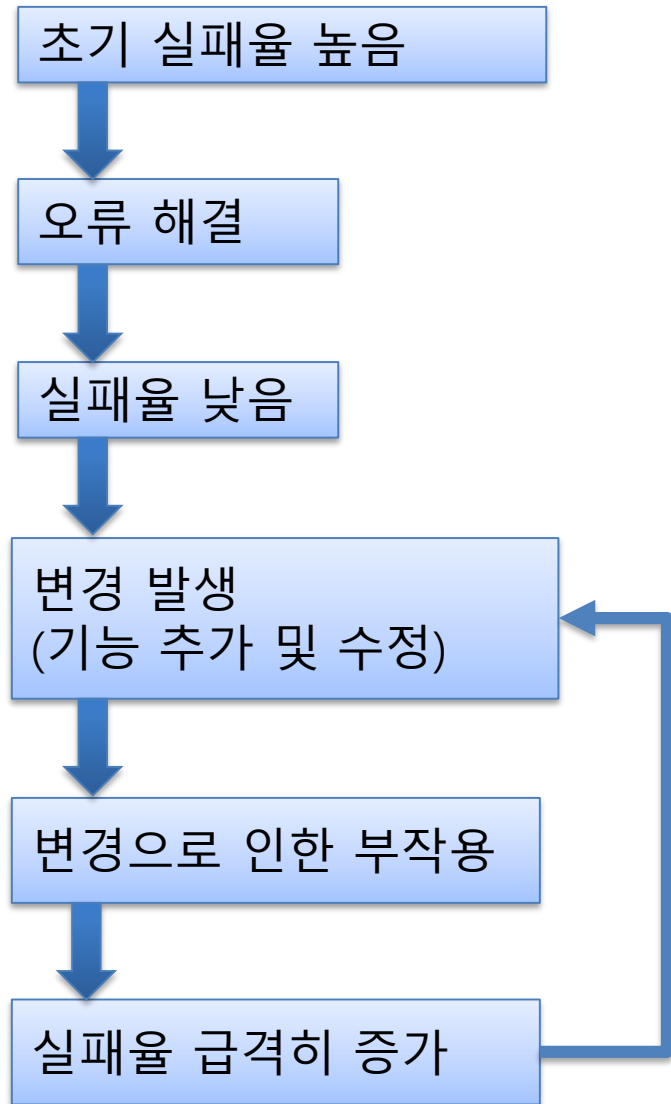 초기 실패율 높음
오류 해결
실패율 낮음
변경 발생
(기능 추가 및 수정)
변경으로 인한 부작용
실패율 급격히 증가